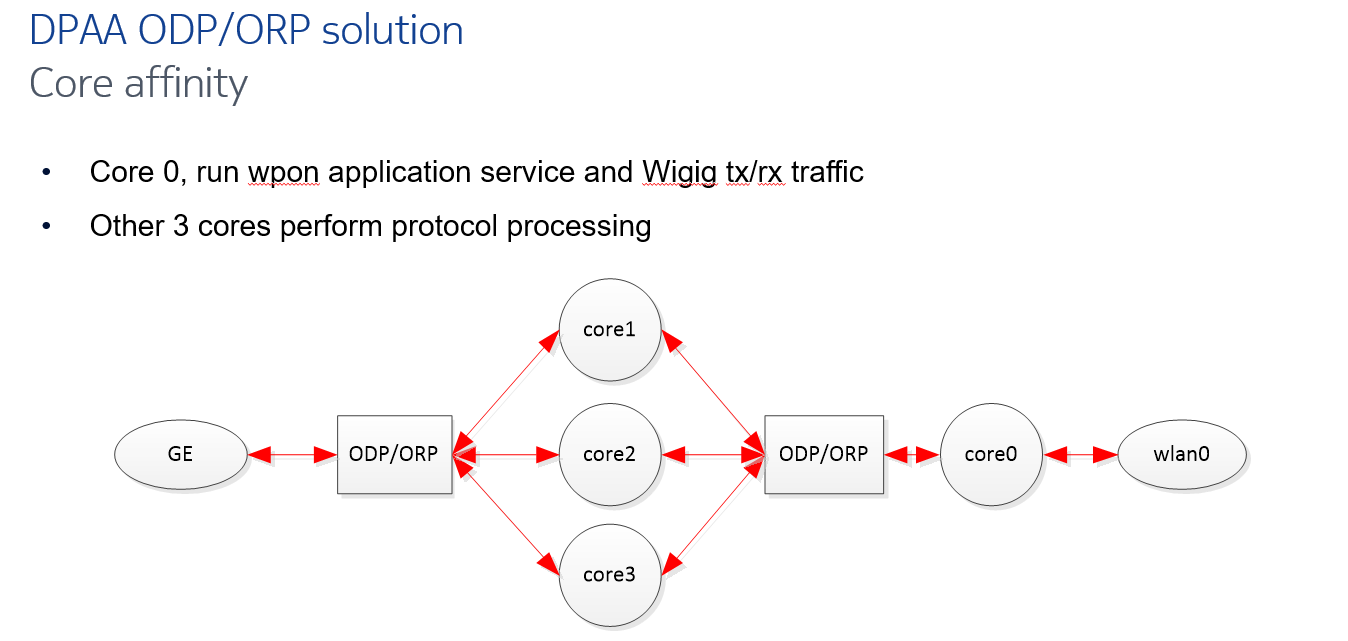 DPAA ODP/ORP solution
Core affinity
• Core 0, run wpon application service and Wigig tx/rx traffic
• Other 3 cores perform protocol processing
core1
GE ODP/ORP core2 ODP/ORP core0 wlan0
core3